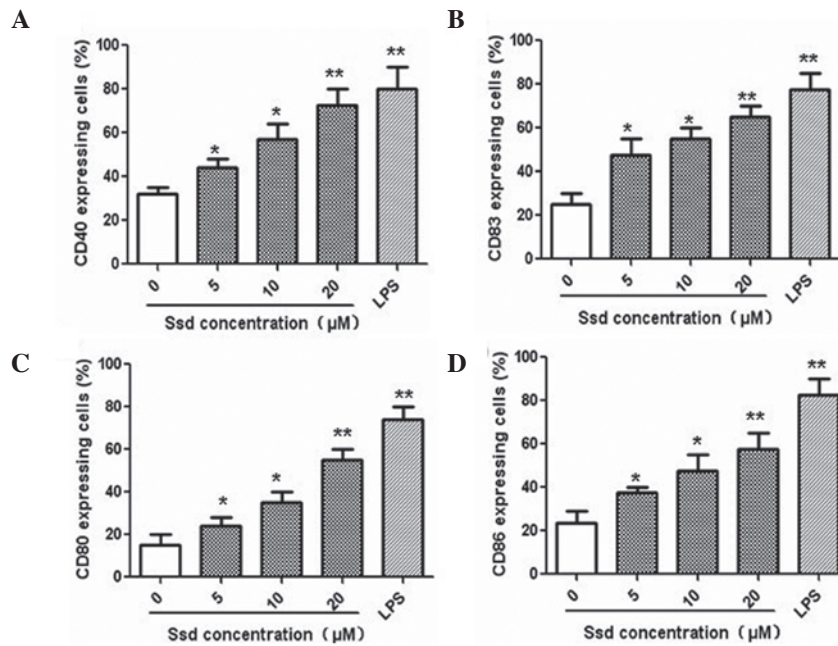 A
CD40 expressing cells (%)
100
80
60
40
20
0
*
*
**
**
0 5 10 20 LPS
Ssd concentration (μM)
B
CD83 expressing cells (%)
100
80
60
40
20
0
*
*
**
**
0 5 10 20 LPS
Ssd concentration (μM)
C
CD80 expressing cells (%)
100
80
60
40
20
0
*
*
**
**
0 5 10 20 LPS
Ssd concentration (μM)
D
CD86 expressing cells (%)
100
80
60
40
20
0
*
*
**
**
0 5 10 20 LPS
Ssd concentration (μM)